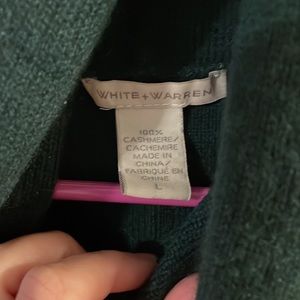 WHITE + WARREN
100%
CASHMERE/
CACHEMIRE
MADE IN
CHINA/
FABRIQUÉ EN
CHINE
L